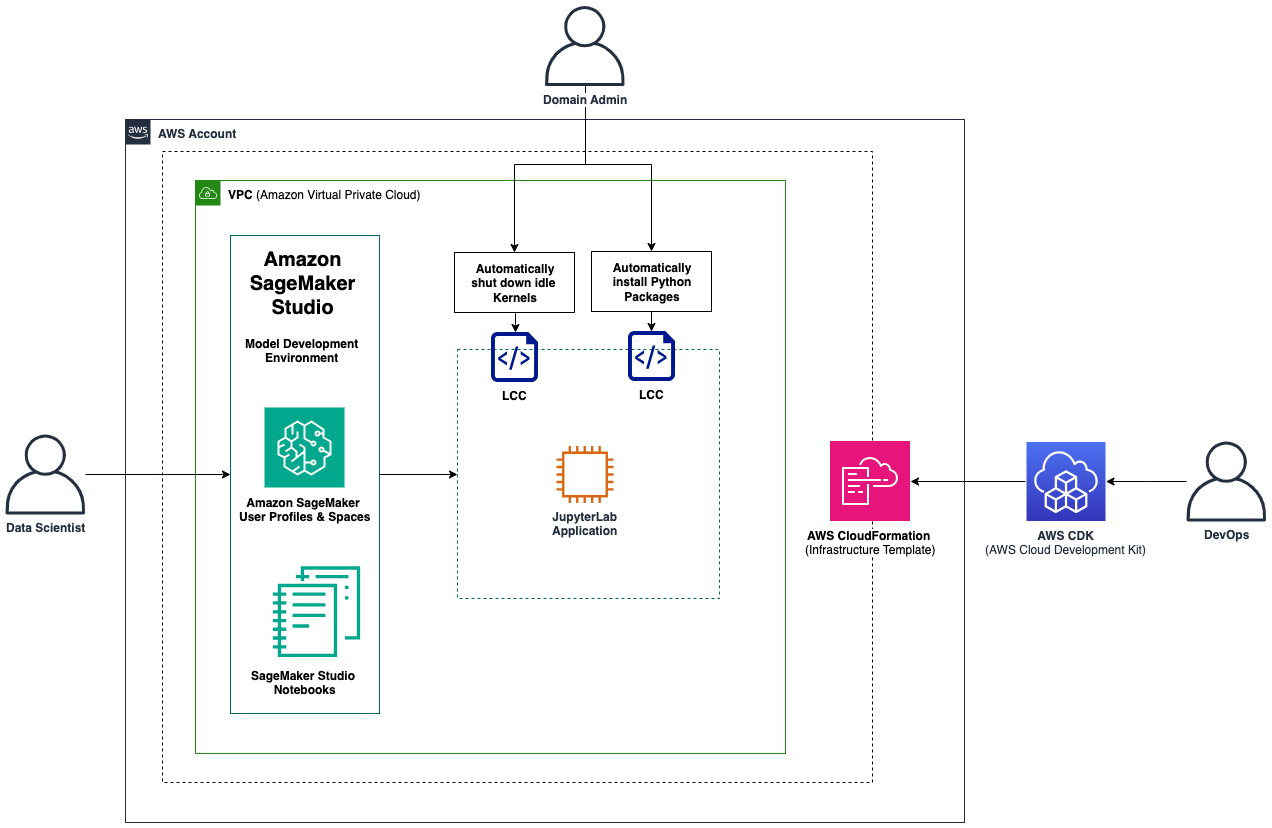 Domain Admin
aws
AWS Account
VPC (Amazon Virtual Private Cloud)
Amazon
SageMaker
Studio
Model Development
Environment
Amazon SageMaker
User Profiles & Spaces
SageMaker Studio
Notebooks
Automatically
shut down idle
Kernels
Automatically
install Python
Packages
</>
LCC
</>
LCC
JupyterLab
Application
Data Scientist
AWS CloudFormation
(Infrastructure Template)
AWS CDK
(AWS Cloud Development Kit)
DevOps